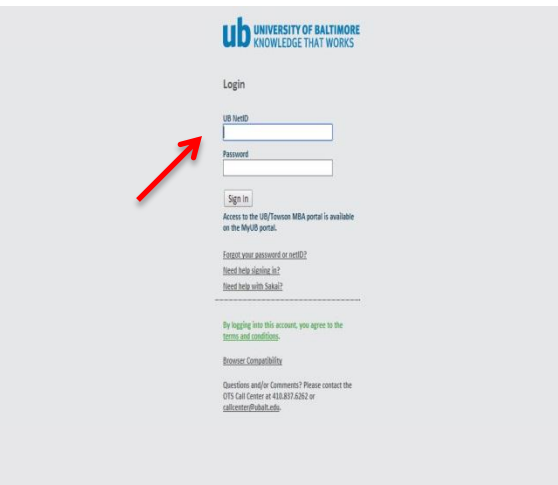 ub UNIVERSITY OF BALTIMORE
KNOWLEDGE THAT WORKS
Login
UB NetID
Password
Sign In
Access to the UB/Towson MBA portal is available
on the MyUB portal.
Forgot your password or netID?
Need help signing in?
Need help with Sakai?
By logging into this account, you agree to the
terms and conditions.
Browser Compatibility
Questions and/or Comments? Please contact the
OTS Call Center at 410.837.6262 or
callcenter@ubalt.edu.